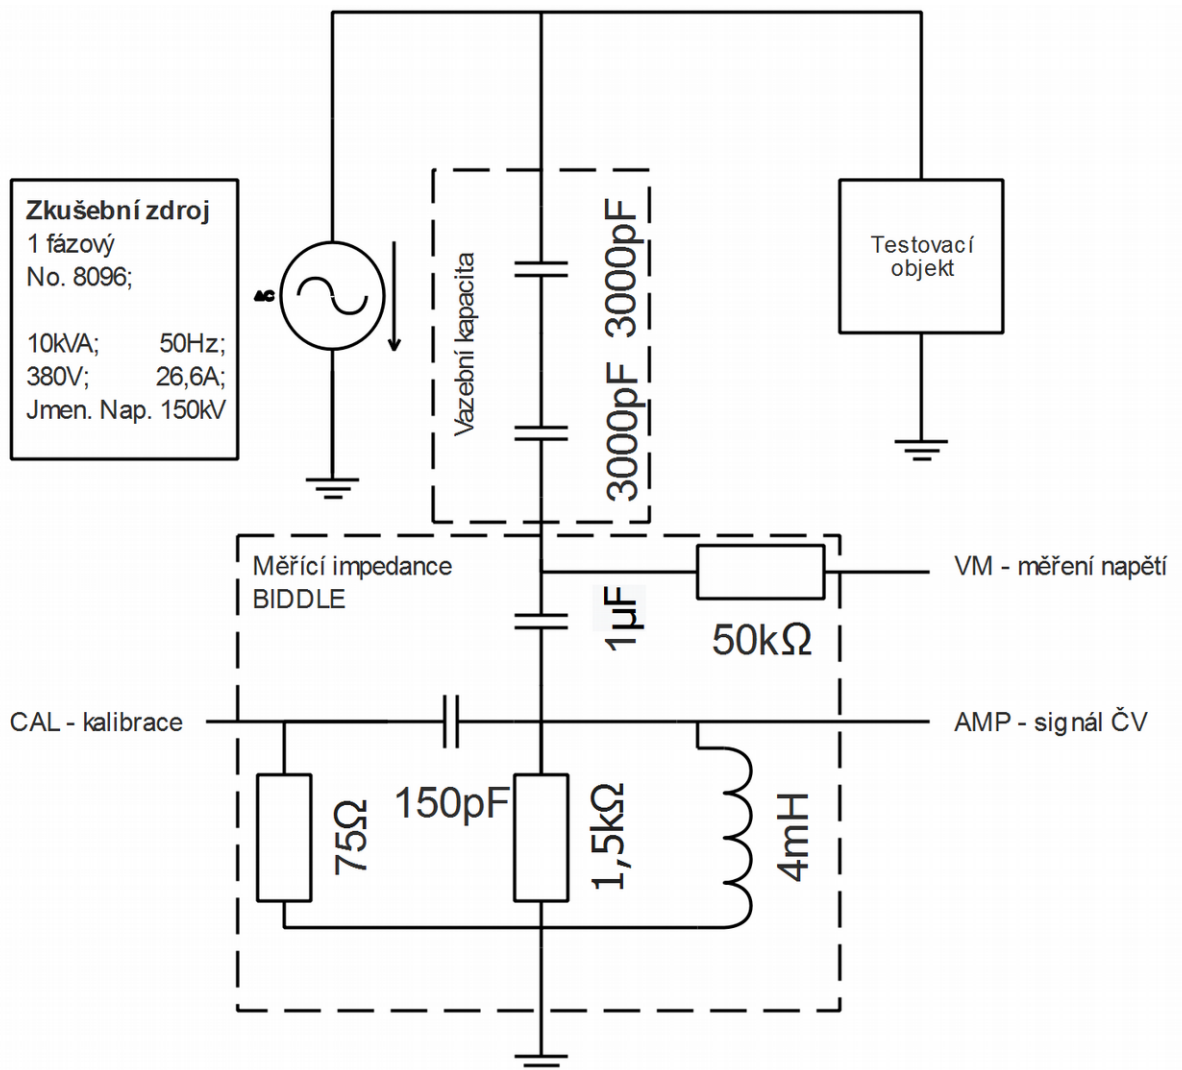 Zkušební zdroj
1 fázový
No. 8096;
10kVA; 50Hz;
380V; 26,6A;
Jmen. Nap. 150kV
AC
Vazební kapacita
3000pF
3000pF
Testovací
objekt
Měřící impedance
BIDDLE
1µF
50kΩ
VM - měření napětí
CAL - kalibrace
150pF
AMP - signál ČV
75Ω
1,5kΩ
4mH